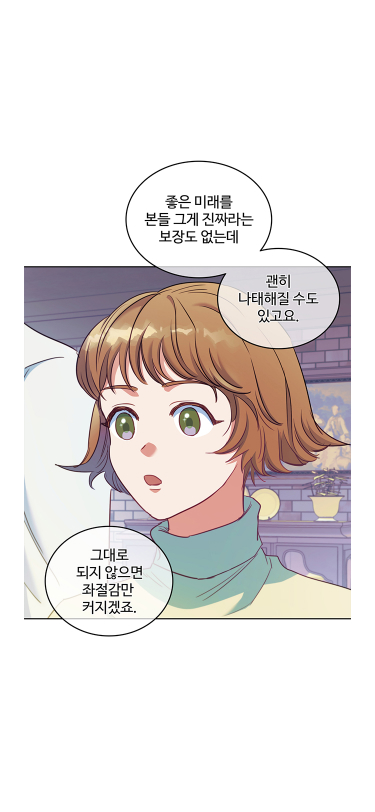 좋은 미래를
본들 그게 진짜라는
보장도 없는데
괜히
나태해질 수도
있고요.
그대로
되지 않으면
좌절감만
커지겠죠.